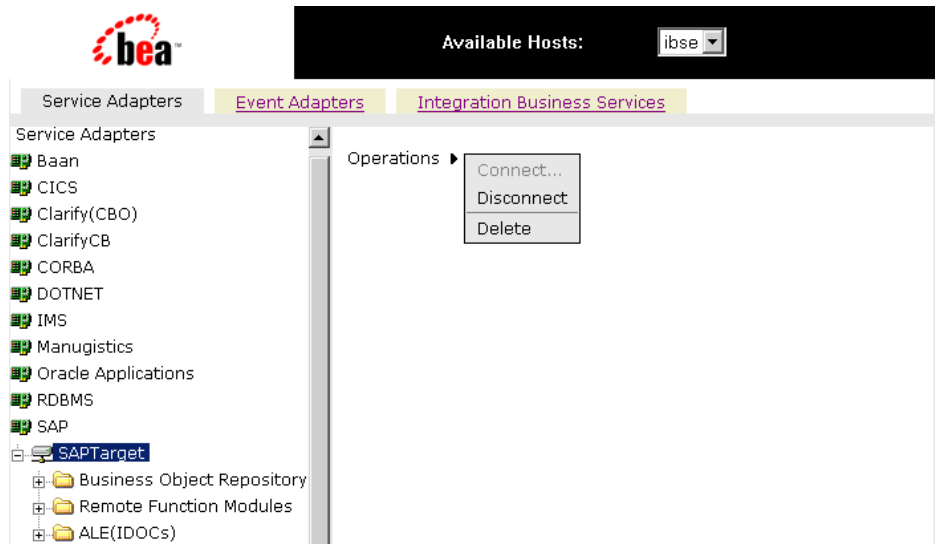 bea™
Available Hosts: ibse
Service Adapters Event Adapters Integration Business Services
Service Adapters
Baan
CICS
Clarify(CBO)
ClarifyCB
CORBA
DOTNET
IMS
Manugistics
Oracle Applications
RDBMS
SAP
SAPTarget
Business Object Repository
Remote Function Modules
ALE(IDOCs)
Operations
Connect...
Disconnect
Delete